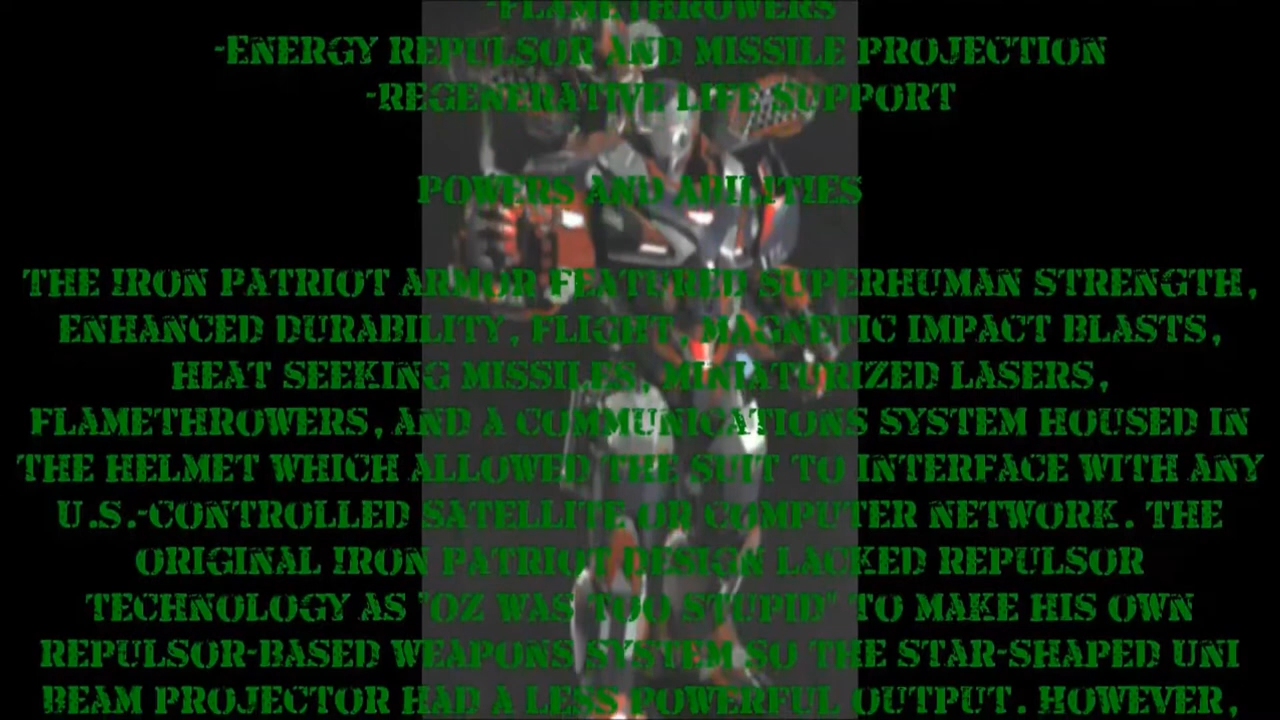 -FLAMETHROWERS
-ENERGY REPULSOR AND MISSILE PROJECTION
-REGENERATIVE LIFE SUPPORT
POWERS AND ABILITIES
THE IRON PATRIOT ARMOR FEATURED SUPERHUMAN STRENGTH,
ENHANCED DURABILITY, FLIGHT, MAGNETIC IMPACT BLASTS,
HEAT SEEKING MISSILES, MINIATURIZED LASERS,
FLAMETHROWERS, AND A COMMUNICATIONS SYSTEM HOUSED IN
THE HELMET WHICH ALLOWED THE SUIT TO INTERFACE WITH ANY
U.S.-CONTROLLED SATELLITE OR COMPUTER NETWORK. THE
ORIGINAL IRON PATRIOT DESIGN LACKED REPULSOR
TECHNOLOGY AS "OZ WAS TOO STUPID" TO MAKE HIS OWN
REPULSOR-BASED WEAPONS SYSTEM SO THE STAR-SHAPED UNI
BEAM PROJECTOR HAD A LESS POWERFUL OUTPUT. HOWEVER,